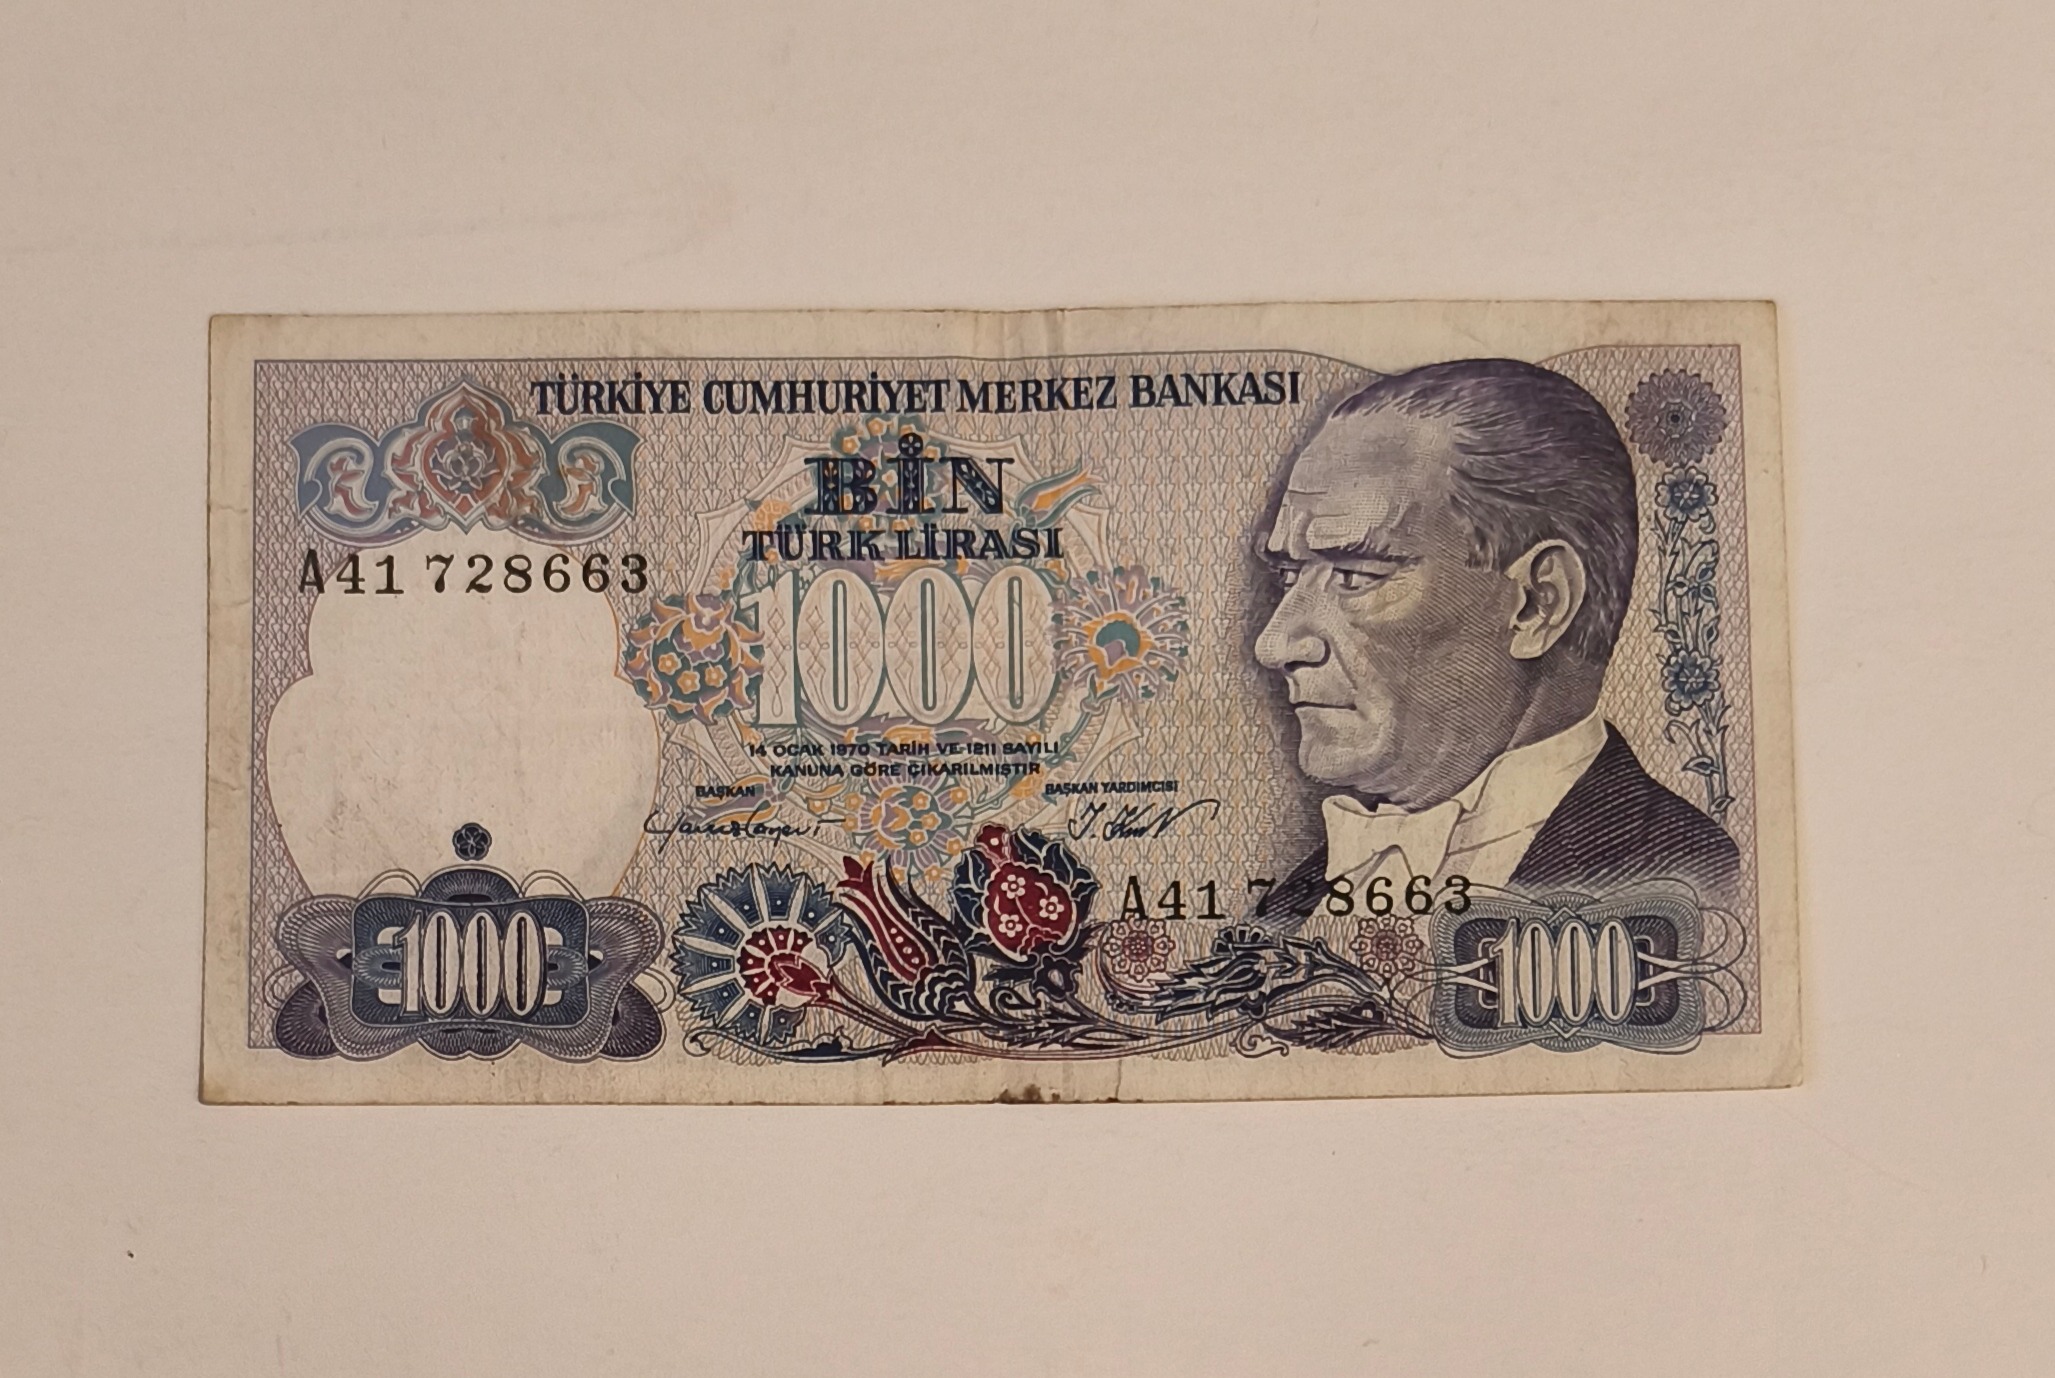 TÜRKİYE CUMHURİYET MERKEZ BANKASI
BİN
TÜRK LİRASI
A41 728663
1000
14 OCAK 1970 TARİH VE 1211 SAYILI
KANUNA GÖRE ÇIKARILMIŞTIR
BAŞKAN
BAŞKAN YARDIMCISI
A41 728663
1000
1000